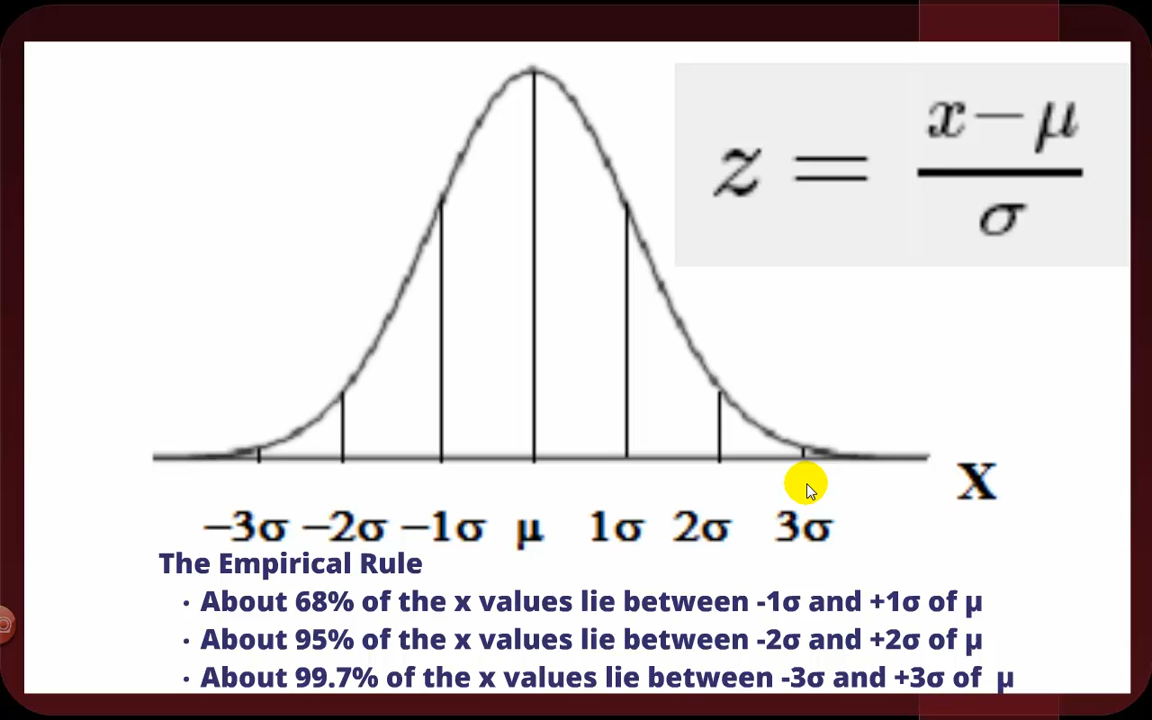 z = x − μ / σ
X
−3σ −2σ −1σ μ 1σ 2σ 3σ
The Empirical Rule
· About 68% of the x values lie between -1σ and +1σ of μ
· About 95% of the x values lie between -2σ and +2σ of μ
· About 99.7% of the x values lie between -3σ and +3σ of μ